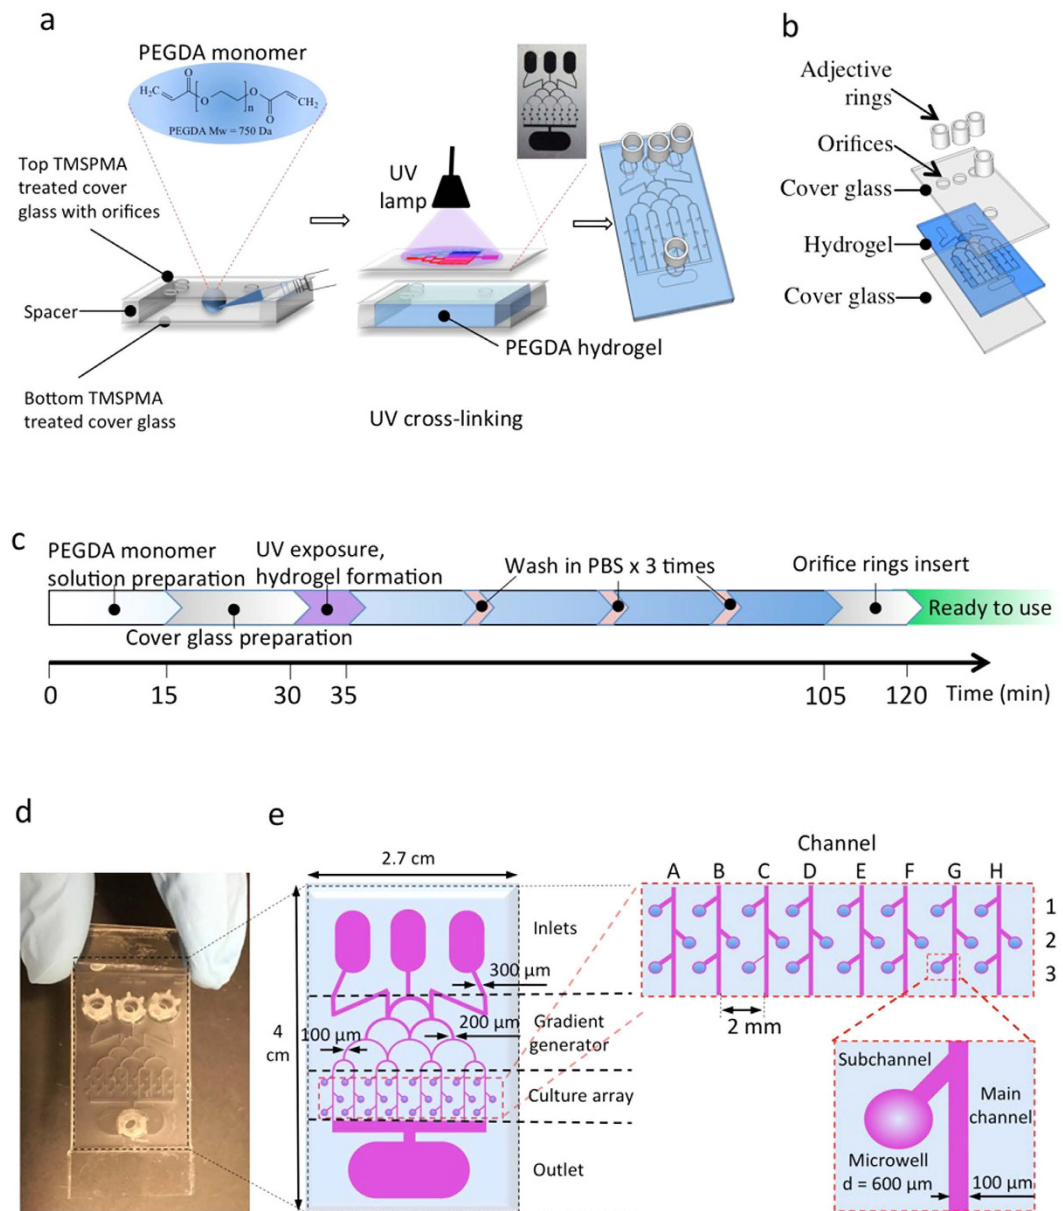 a
PEGDA monomer
H₂C
O
O
n
O
O
CH₂
PEGDA Mw = 750 Da
Top TMSPMA
treated cover
glass with orifices
Spacer
Bottom TMSPMA
treated cover glass
UV
lamp
PEGDA hydrogel
UV cross-linking
b
Adjective
rings
Orifices
Cover glass
Hydrogel
Cover glass
c
PEGDA monomer
solution preparation
UV exposure,
hydrogel formation
Wash in PBS x 3 times
Orifice rings insert
Ready to use
Cover glass preparation
0
15
30
35
105
120
Time (min)
d
e
2.7 cm
4
cm
Inlets
300 µm
100 µm
200 µm
Gradient
generator
Culture array
Outlet
Channel
A B C D E F G H
1
2
3
2 mm
Subchannel
Main
channel
Microwell
d = 600 µm
100 µm